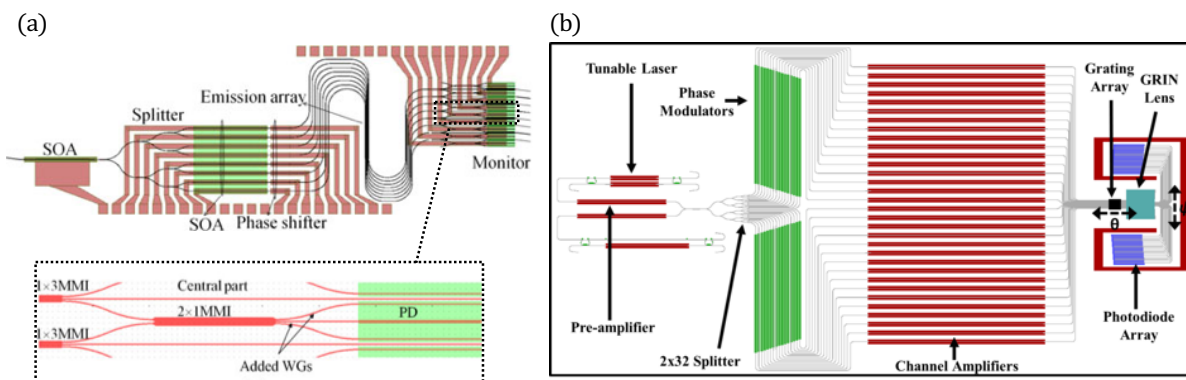 (a)
Emission array
Splitter
SOA
Monitor
SOA
Phase shifter
1×3MMI
Central part
2×1MMI
PD
1×3MMI
Added WGs
(b)
Tunable Laser
Phase
Modulators
Grating
Array
GRIN
Lens
θ
Pre-amplifier
2x32 Splitter
Channel Amplifiers
Photodiode
Array